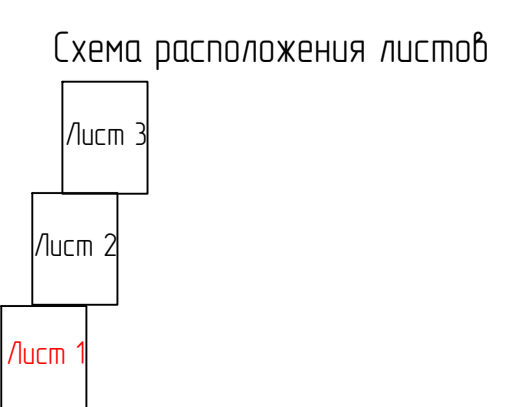 Схема расположения листов
Лист 3
Лист 2
Лист 1